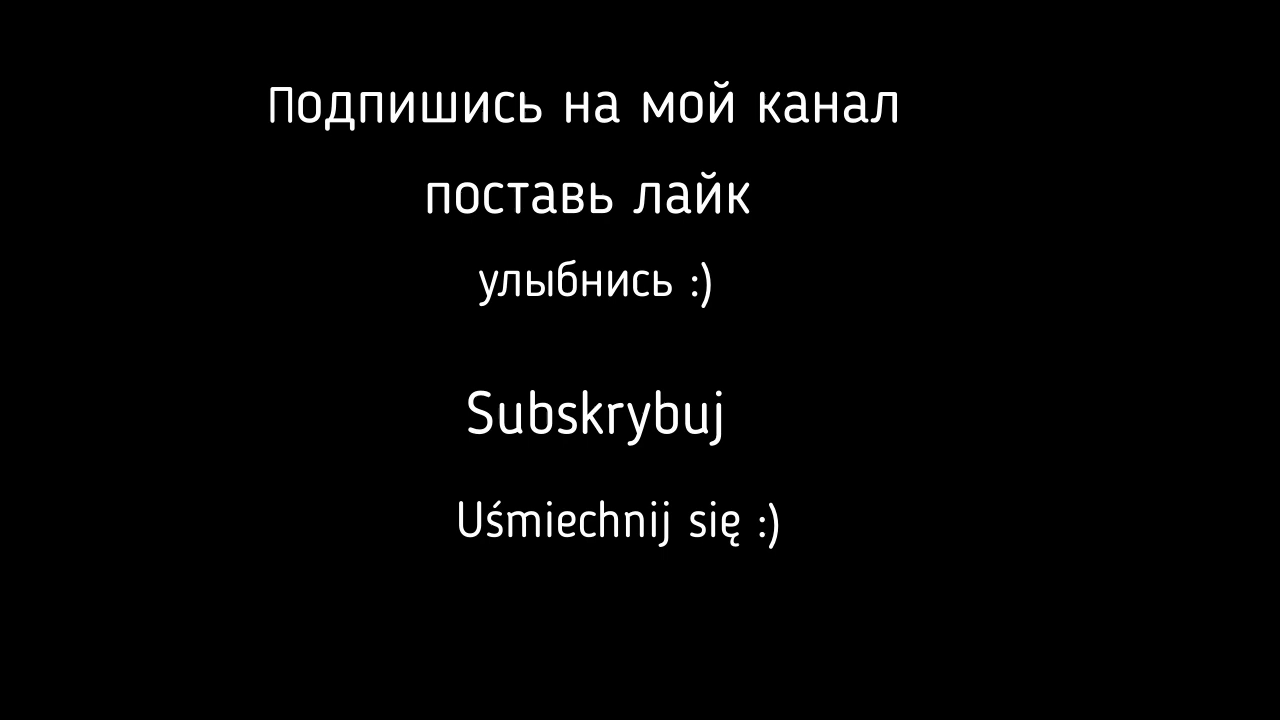 Подпишись на мой канал
поставь лайк
улыбнись :)
Subskrybuj
Uśmiechnij się :)